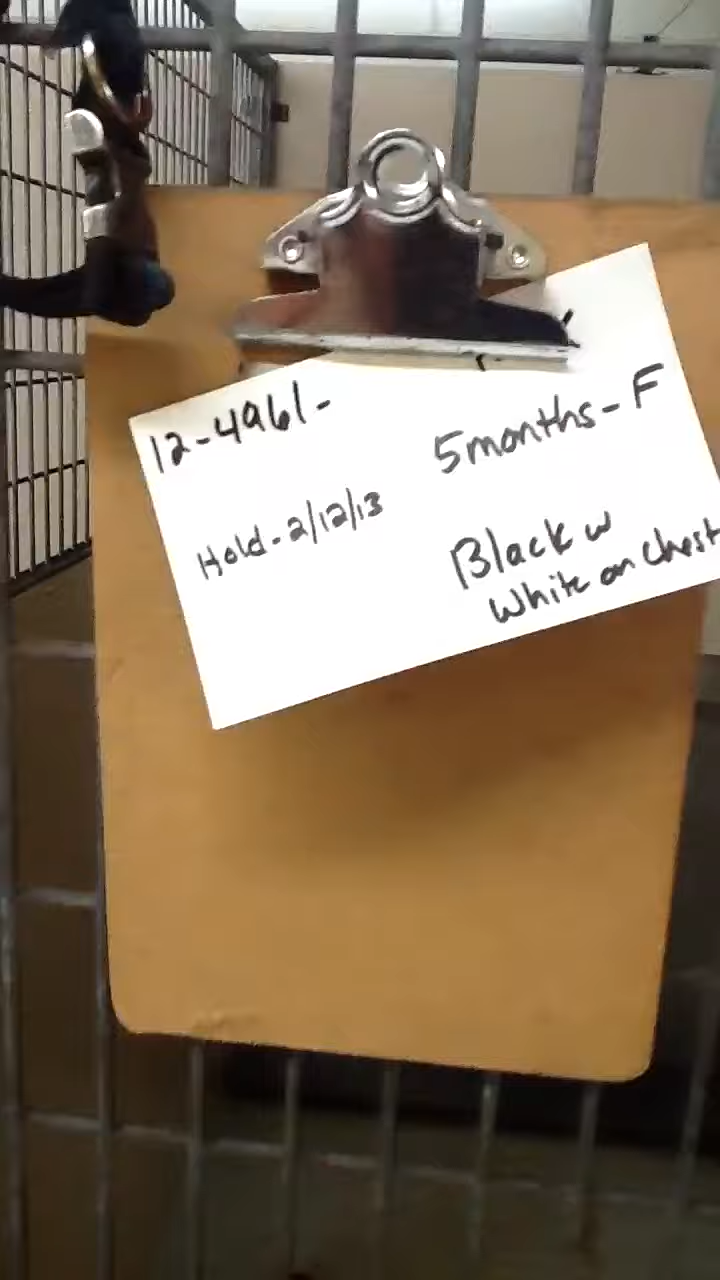 12-4961-
5months-F
Hold-2/12/13
Black w
White on Chest